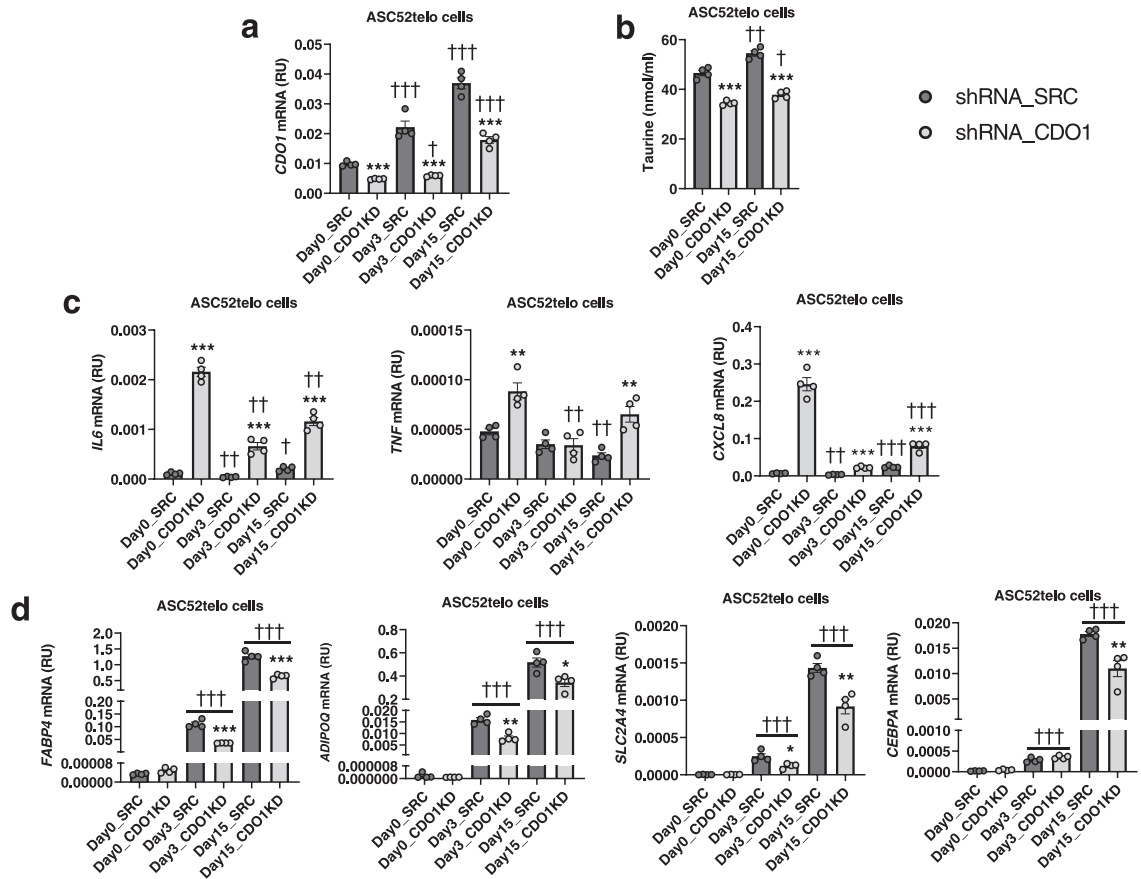 a
ASC52telo cells
CDO1 mRNA (RU)
0.05
0.04
0.03
0.02
0.01
0.00
***
†††
†
***
†††
†††
***
Day0_SRC
Day0_CDO1KD
Day3_SRC
Day3_CDO1KD
Day15_SRC
Day15_CDO1KD
b
ASC52telo cells
Taurine (nmol/ml)
60
40
20
0
***
††
†
***
Day0_SRC
Day0_CDO1KD
Day15_SRC
Day15_CDO1KD
shRNA_SRC
shRNA_CDO1
c
ASC52telo cells
IL6 mRNA (RU)
0.003
0.002
0.001
0.000
***
††
††
***
†
††
***
Day0_SRC
Day0_CDO1KD
Day3_SRC
Day3_CDO1KD
Day15_SRC
Day15_CDO1KD
ASC52telo cells
TNF mRNA (RU)
0.00015
0.00010
0.00005
0.00000
**
††
††
**
Day0_SRC
Day0_CDO1KD
Day3_SRC
Day3_CDO1KD
Day15_SRC
Day15_CDO1KD
ASC52telo cells
CXCL8 mRNA (RU)
0.4
0.3
0.2
0.1
0.0
***
††
***
†††
†††
***
Day0_SRC
Day0_CDO1KD
Day3_SRC
Day3_CDO1KD
Day15_SRC
Day15_CDO1KD
d
ASC52telo cells
FABP4 mRNA (RU)
2.0
1.5
1.0
0.5
0.20
0.15
0.10
0.05
0.000008
0.000000
†††
***
†††
***
Day0_SRC
Day0_CDO1KD
Day3_SRC
Day3_CDO1KD
Day15_SRC
Day15_CDO1KD
ASC52telo cells
ADIPOQ mRNA (RU)
0.8
0.6
0.4
0.2
0.020
0.015
0.010
0.000008
0.000000
†††
**
†††
*
Day0_SRC
Day0_CDO1KD
Day3_SRC
Day3_CDO1KD
Day15_SRC
Day15_CDO1KD
ASC52telo cells
SLC2A4 mRNA (RU)
0.0020
0.0015
0.0010
0.0005
0.0000
†††
*
†††
**
Day0_SRC
Day0_CDO1KD
Day3_SRC
Day3_CDO1KD
Day15_SRC
Day15_CDO1KD
ASC52telo cells
CEBPA mRNA (RU)
0.020
0.015
0.010
0.005
0.0010
0.0005
0.0000
†††
†††
**
Day0_SRC
Day0_CDO1KD
Day3_SRC
Day3_CDO1KD
Day15_SRC
Day15_CDO1KD